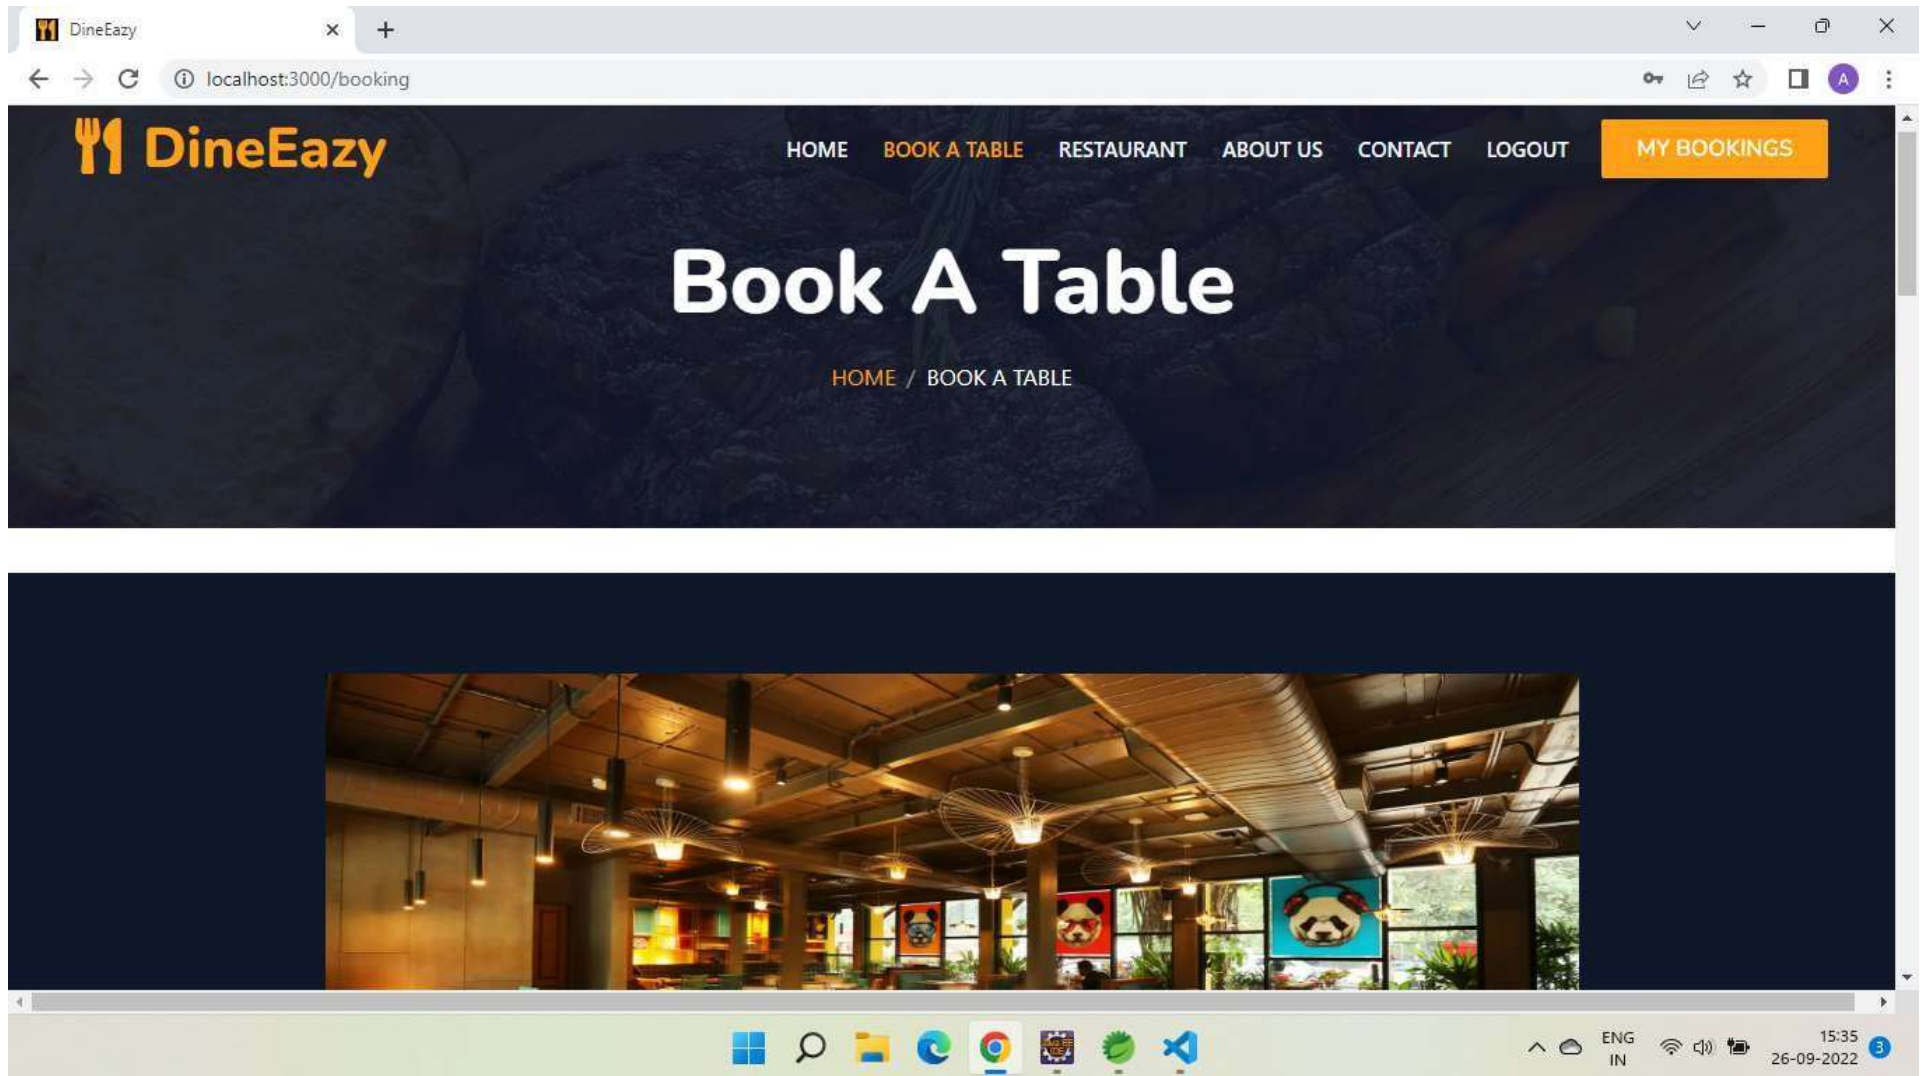 DineEazy
localhost:3000/booking
A
DineEazy
HOME BOOK A TABLE RESTAURANT ABOUT US CONTACT LOGOUT MY BOOKINGS
Book A Table
HOME / BOOK A TABLE
ENG
IN
15:35
26-09-2022
3